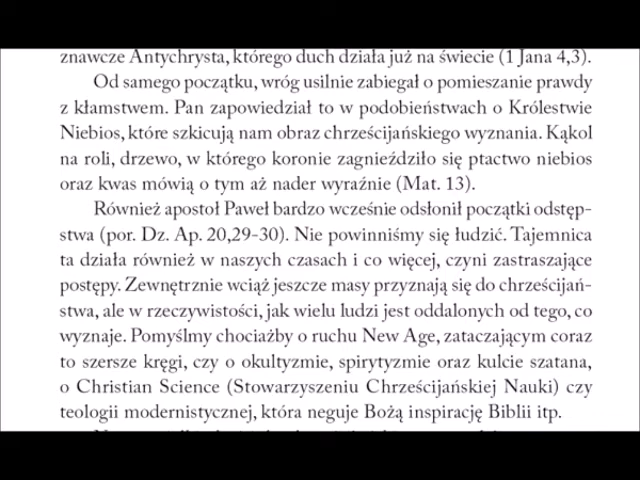 znawcze Antychrysta, którego duch działa już na świecie (1 Jana 4,3).
Od samego początku, wróg usilnie zabiegał o pomieszanie prawdy
z kłamstwem. Pan zapowiedział to w podobieństwach o Królestwie
Niebios, które szkicują nam obraz chrześcijańskiego wyznania. Kąkol
na roli, drzewo, w którego koronie zagnieździło się ptactwo niebios
oraz kwas mówią o tym aż nader wyraźnie (Mat. 13).
Również apostoł Paweł bardzo wcześnie odsłonił początki odstęp-
stwa (por. Dz. Ap. 20,29-30). Nie powinniśmy się łudzić. Tajemnica
ta działa również w naszych czasach i co więcej, czyni zastraszające
postępy. Zewnętrznie wciąż jeszcze masy przyznają się do chrześcijań-
stwa, ale w rzeczywistości, jak wielu ludzi jest oddalonych od tego, co
wyznaje. Pomyślmy chociażby o ruchu New Age, zataczającym coraz
to szersze kręgi, czy o okultyzmie, spirytyzmie oraz kulcie szatana,
o Christian Science (Stowarzyszeniu Chrześcijańskiej Nauki) czy
teologii modernistycznej, która neguje Bożą inspirację Biblii itp.